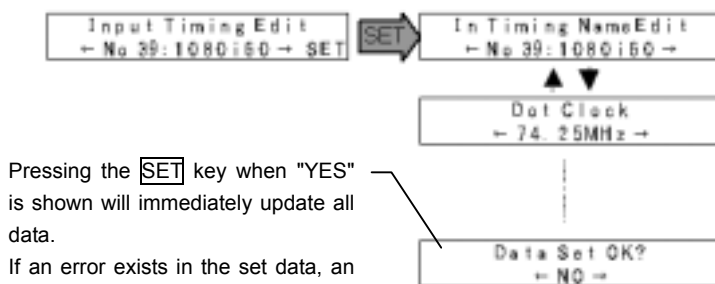 Input Timing Edit
← No 39:1080i60 → SET
SET
In Timing NameEdit
← No 39:1080i60 →
Dot Clock
← 74. 25MHz →
Pressing the SET key when "YES"
is shown will immediately update all
data.
If an error exists in the set data, an
Data Set OK?
← NO →